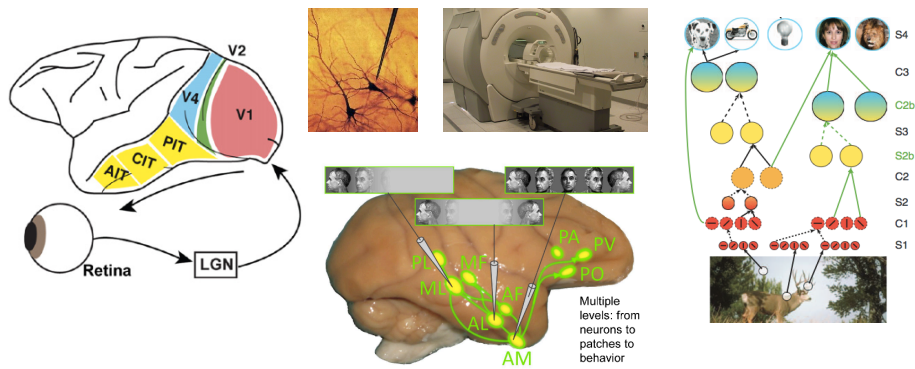 V2
V4
V1
PIT
CIT
AIT
Retina
LGN
PL
ML
MF
AL
AF
AM
PA
PV
PO
Multiple
levels: from
neurons to
patches to
behavior
S4
C3
C2b
S3
S2b
C2
S2
C1
S1